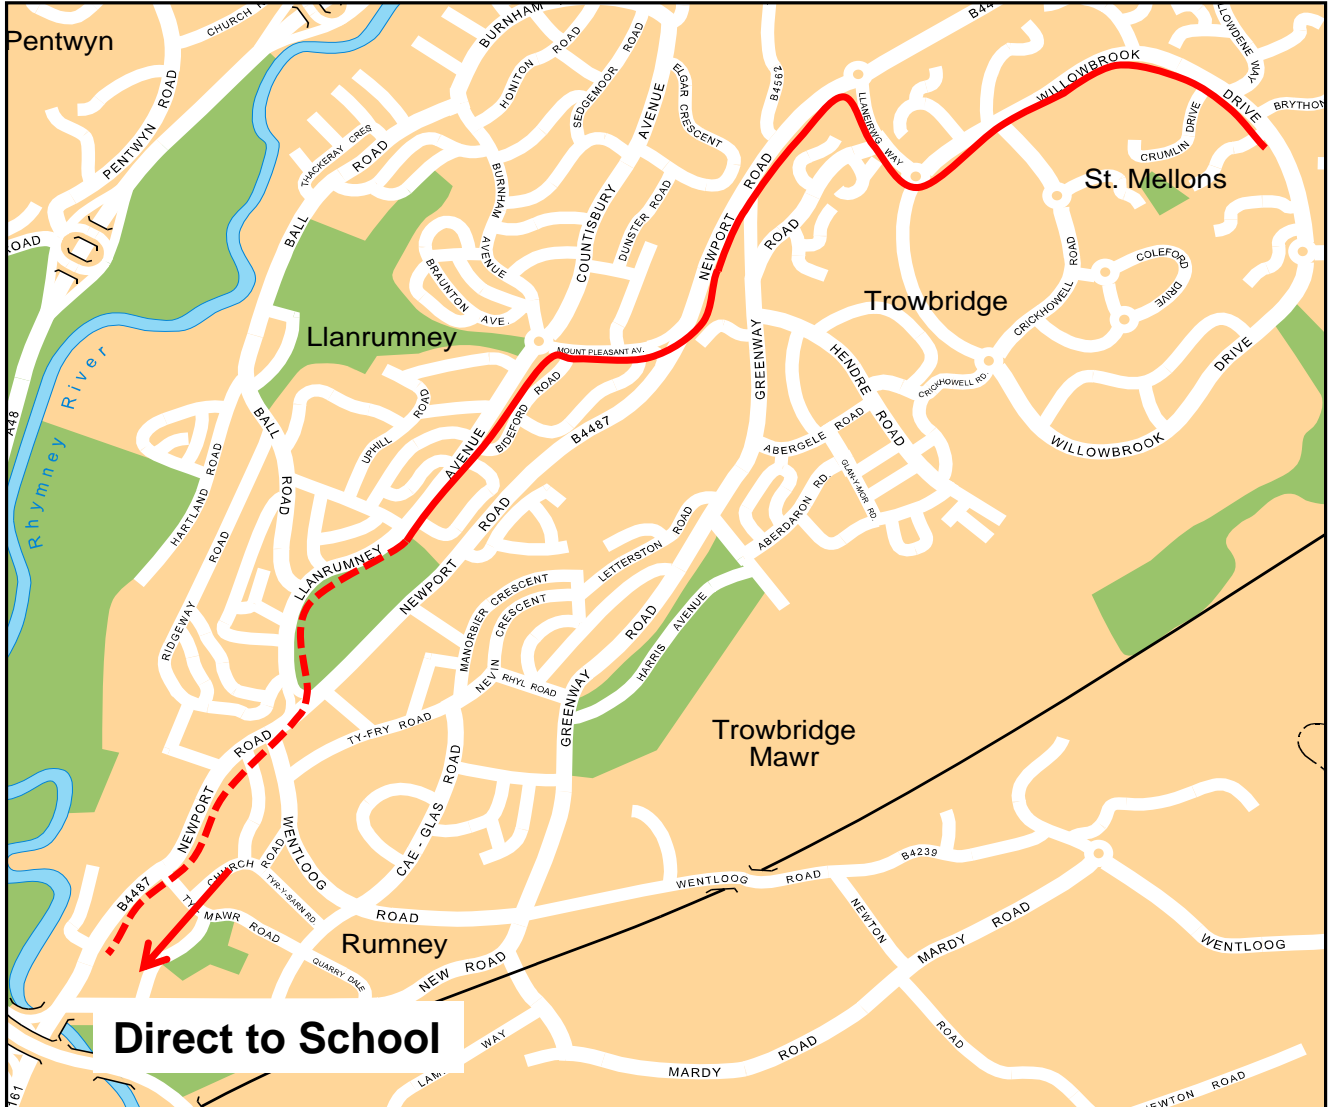 Pentwyn
CHURCH
BURNHAM
ROAD
HONITON
ROAD
SEDGEMOOR
ROAD
AVENUE
ELGAR CRESCENT
B4562
WILLOWBROOK
DRIVE
BRYTHON
PENTWYN
ROAD
THACKERAY CRES
ROAD
BALL
BURNHAM
AVENUE
BRAUNTON
AVE.
COUNTISBURY
DUNSTER ROAD
NEWPORT
ROAD
ROAD
LLANEIRWG
WAY
CRUMLIN
DRIVE
St. Mellons
ROAD
COLEFORD
DRIVE
CRICKHOWELL
ROAD
Trowbridge
Llanrumney
MOUNT PLEASANT AV.
GREENWAY
HENDRE
ROAD
CRICKHOWELL RD.
DRIVE
WILLOWBROOK
Rhymney River
A48
BALL
ROAD
UPHILL
ROAD
AVENUE
BIDEFORD
ROAD
B4487
ABERGELE
ROAD
GLAN-Y-MOR
RD.
ABERDARON
RD.
HARTLAND
ROAD
ROAD
RIDGEWAY
LLANRUMNEY
NEWPORT
ROAD
LETTERSTON
ROAD
MANORBIER
CRESCENT
CRESCENT
NEVIN
RHYL ROAD
ROAD
GREENWAY
HARRIS
AVENUE
TY-FRY ROAD
Trowbridge
Mawr
ROAD
NEWPORT
B4487
CAE - GLAS
ROAD
WENTLOOG
ROAD
CHURCH
ROAD
TYR-Y-SARN RD.
TY
MAWR
ROAD
QUARRY DALE
Rumney
NEW
ROAD
WENTLOOG
ROAD
B4239
NEWTON
ROAD
MARDY
ROAD
WENTLOOG
Direct to School
WAY
MARDY
ROAD
ROAD
161